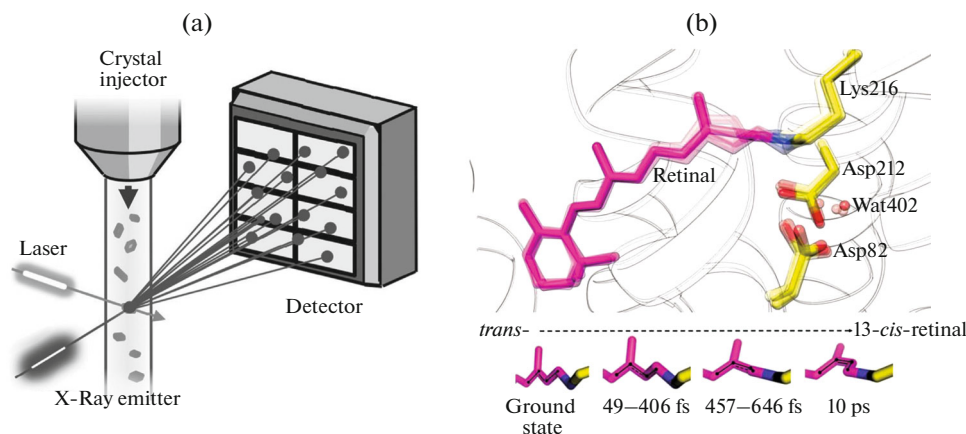 (a)
Crystal
injector
Laser
Detector
X-Ray emitter
(b)
Lys216
Asp212
Retinal
Wat402
Asp82
trans-
13-cis-retinal
Ground
state
49–406 fs
457–646 fs
10 ps